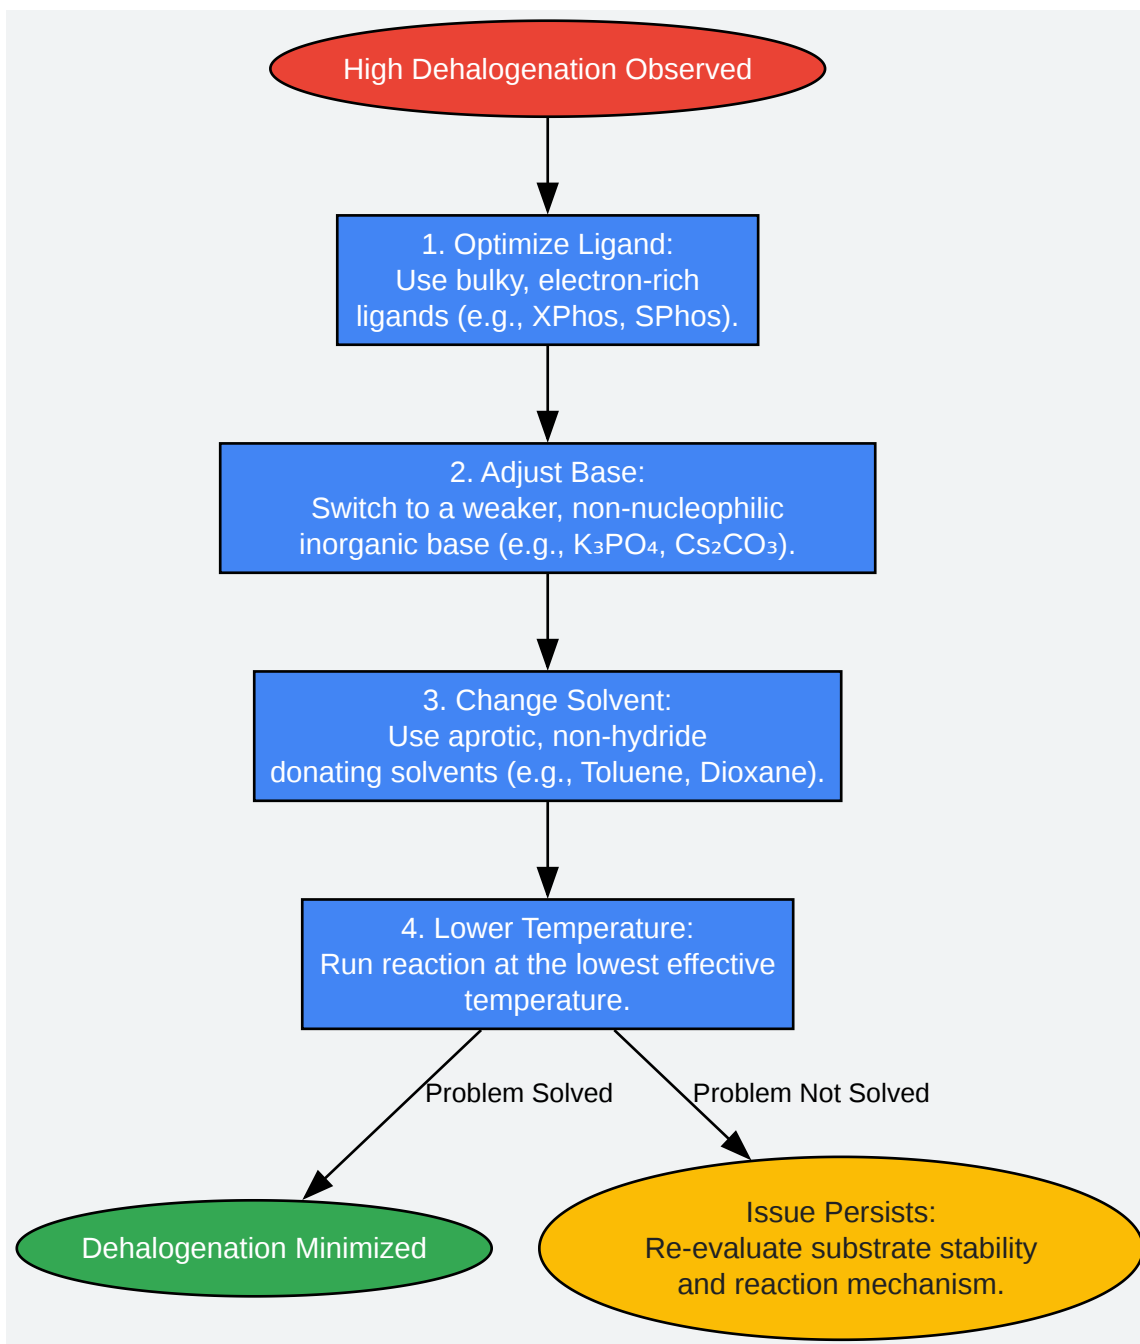 High Dehalogenation Observed
1. Optimize Ligand:
Use bulky, electron-rich
ligands (e.g., XPhos, SPhos).
2. Adjust Base:
Switch to a weaker, non-nucleophilic
inorganic base (e.g., K₃PO₄, Cs₂CO₃).
3. Change Solvent:
Use aprotic, non-hydride
donating solvents (e.g., Toluene, Dioxane).
4. Lower Temperature:
Run reaction at the lowest effective
temperature.
Problem Solved
Problem Not Solved
Dehalogenation Minimized
Issue Persists:
Re-evaluate substrate stability
and reaction mechanism.